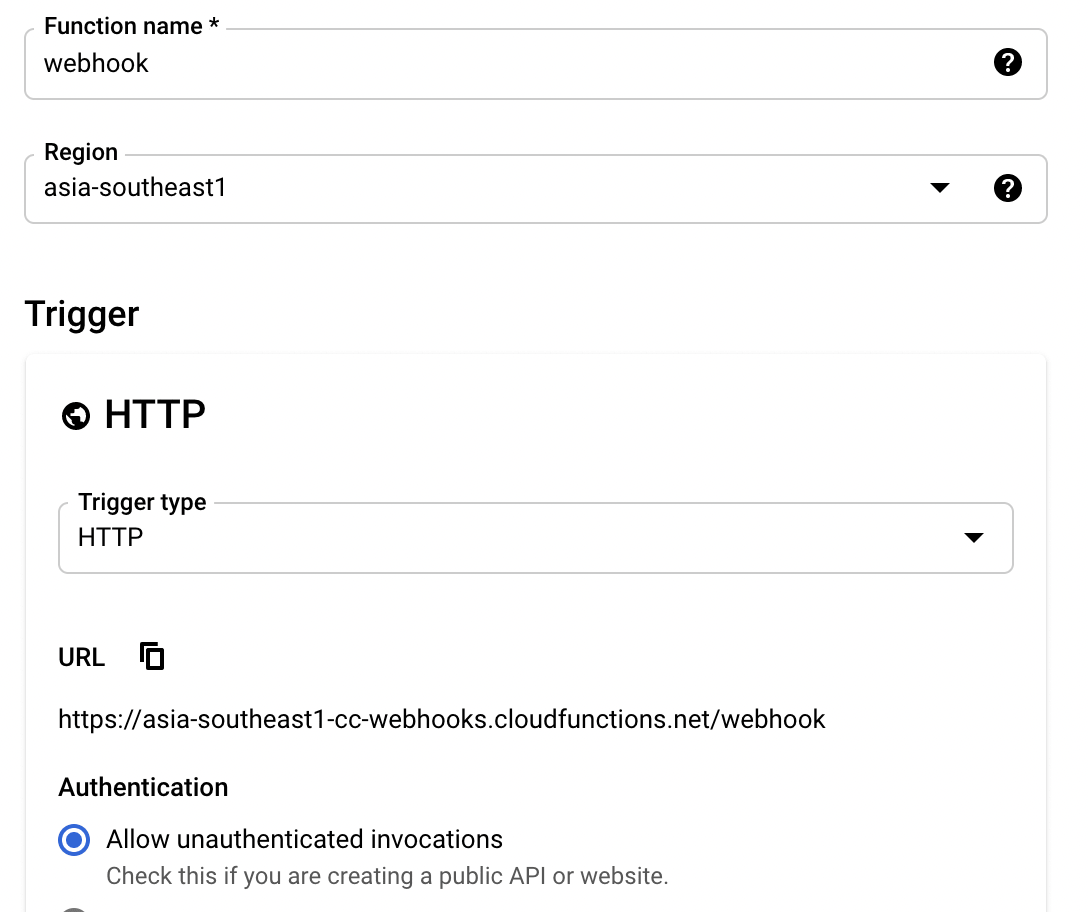 Function name *
webhook
Region
asia-southeast1
Trigger
HTTP
Trigger type
HTTP
URL
https://asia-southeast1-cc-webhooks.cloudfunctions.net/webhook
Authentication
Allow unauthenticated invocations
Check this if you are creating a public API or website.